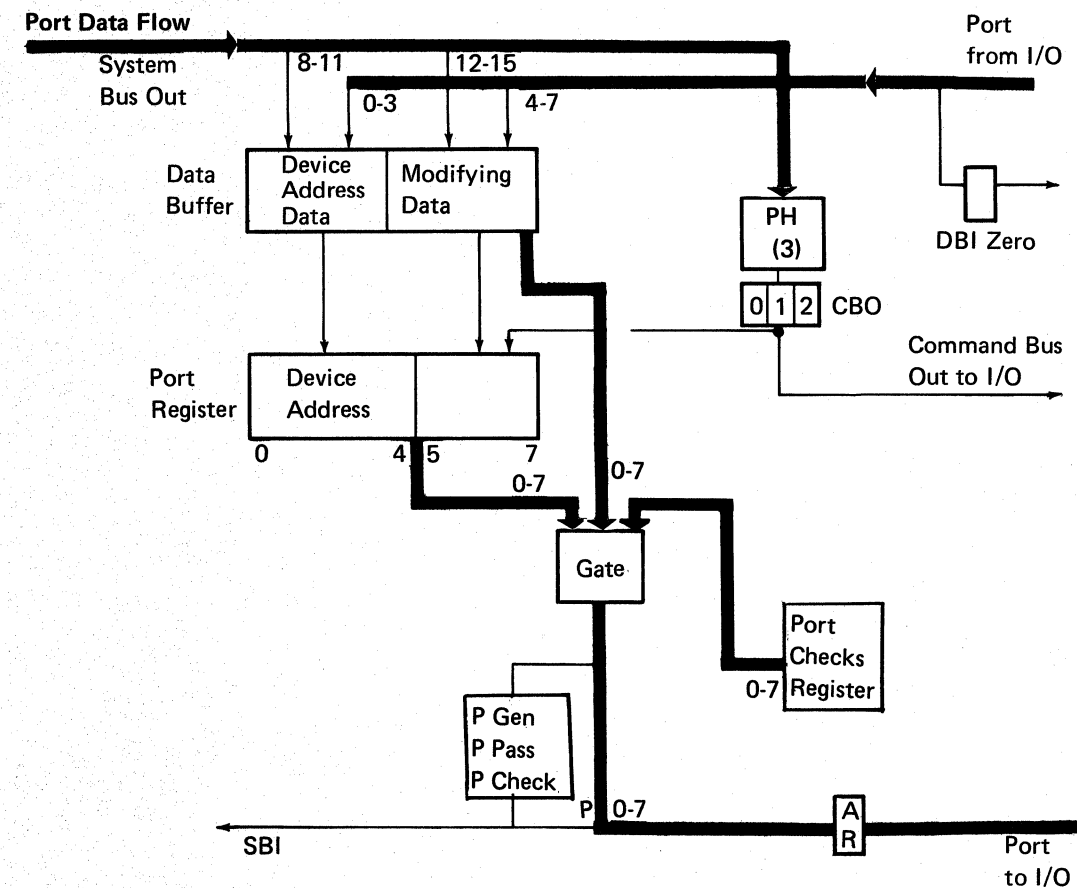 Port Data Flow
System
Bus Out
8-11
12-15
Port
from I/O
0-3
4-7
Data
Buffer
Device
Address
Data
Modifying
Data
PH
(3)
DBI Zero
0 1 2
CBO
Command Bus
Out to I/O
Port
Register
Device
Address
0
4
5
7
0-7
0-7
Gate
Port
Checks
Register
0-7
P Gen
P Pass
P Check
P
0-7
A
R
SBI
Port
to I/O